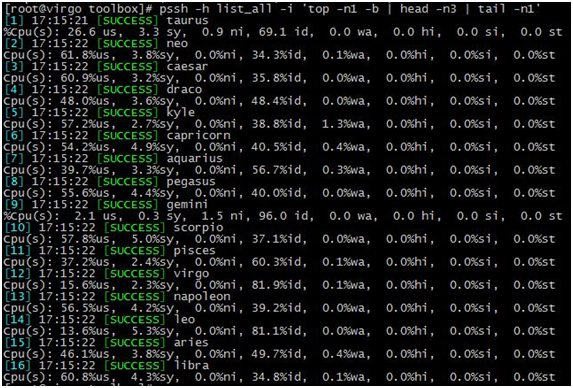 [root@virgo toolbox]# pssh -h list_all -i 'top -n1 -b | head -n3 | tail -n1'
[1] 17:15:21 [SUCCESS] taurus
%Cpu(s): 26.6 us,  3.3 sy,  0.9 ni, 69.1 id,  0.0 wa,  0.0 hi,  0.0 si,  0.0 st
[2] 17:15:22 [SUCCESS] neo
Cpu(s): 61.8%us,  3.8%sy,  0.0%ni, 34.3%id,  0.1%wa,  0.0%hi,  0.0%si,  0.0%st
[3] 17:15:22 [SUCCESS] caesar
Cpu(s): 60.9%us,  3.2%sy,  0.0%ni, 35.8%id,  0.0%wa,  0.0%hi,  0.0%si,  0.0%st
[4] 17:15:22 [SUCCESS] draco
Cpu(s): 48.0%us,  3.6%sy,  0.0%ni, 48.4%id,  0.0%wa,  0.0%hi,  0.0%si,  0.0%st
[5] 17:15:22 [SUCCESS] kyle
Cpu(s): 57.2%us,  2.7%sy,  0.0%ni, 38.8%id,  1.3%wa,  0.0%hi,  0.0%si,  0.0%st
[6] 17:15:22 [SUCCESS] capricorn
Cpu(s): 54.2%us,  4.9%sy,  0.0%ni, 40.5%id,  0.4%wa,  0.0%hi,  0.0%si,  0.0%st
[7] 17:15:22 [SUCCESS] aquarius
Cpu(s): 39.7%us,  3.3%sy,  0.0%ni, 56.7%id,  0.3%wa,  0.0%hi,  0.0%si,  0.0%st
[8] 17:15:22 [SUCCESS] pegasus
Cpu(s): 55.6%us,  4.4%sy,  0.0%ni, 40.0%id,  0.0%wa,  0.0%hi,  0.0%si,  0.0%st
[9] 17:15:22 [SUCCESS] gemini
%Cpu(s):  2.1 us,  0.3 sy,  1.5 ni, 96.0 id,  0.0 wa,  0.0 hi,  0.0 si,  0.0 st
[10] 17:15:22 [SUCCESS] scorpio
Cpu(s): 57.8%us,  5.0%sy,  0.0%ni, 37.1%id,  0.0%wa,  0.0%hi,  0.0%si,  0.0%st
[11] 17:15:22 [SUCCESS] pisces
Cpu(s): 37.2%us,  2.4%sy,  0.0%ni, 60.3%id,  0.1%wa,  0.0%hi,  0.0%si,  0.0%st
[12] 17:15:22 [SUCCESS] virgo
Cpu(s): 15.6%us,  2.3%sy,  0.0%ni, 81.9%id,  0.1%wa,  0.0%hi,  0.0%si,  0.0%st
[13] 17:15:22 [SUCCESS] napoleon
Cpu(s): 56.5%us,  4.2%sy,  0.0%ni, 39.2%id,  0.0%wa,  0.0%hi,  0.0%si,  0.0%st
[14] 17:15:22 [SUCCESS] leo
Cpu(s): 13.6%us,  5.3%sy,  0.0%ni, 81.1%id,  0.0%wa,  0.0%hi,  0.0%si,  0.0%st
[15] 17:15:22 [SUCCESS] aries
Cpu(s): 46.1%us,  3.8%sy,  0.0%ni, 49.7%id,  0.4%wa,  0.0%hi,  0.0%si,  0.0%st
[16] 17:15:22 [SUCCESS] libra
Cpu(s): 60.8%us,  4.3%sy,  0.0%ni, 34.8%id,  0.1%wa,  0.0%hi,  0.0%si,  0.0%st